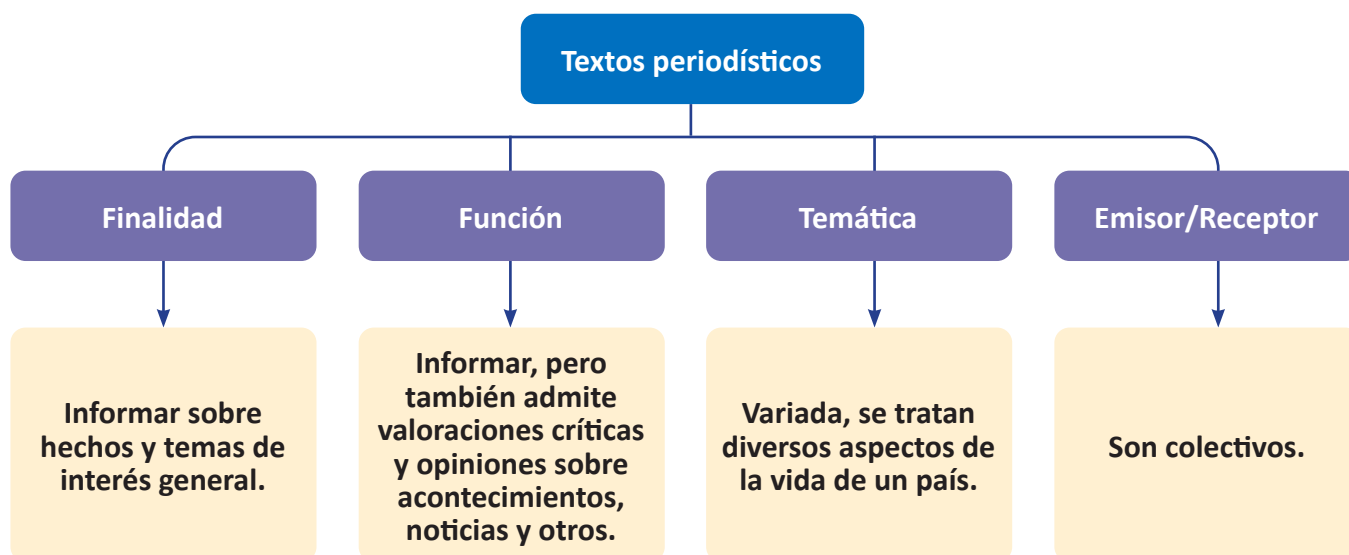 Textos periodísticos
Finalidad
Función
Temática
Emisor/Receptor
Informar sobre
hechos y temas de
interés general.
Informar, pero
también admite
valoraciones críticas
y opiniones sobre
acontecimientos,
noticias y otros.
Variada, se tratan
diversos aspectos de
la vida de un país.
Son colectivos.